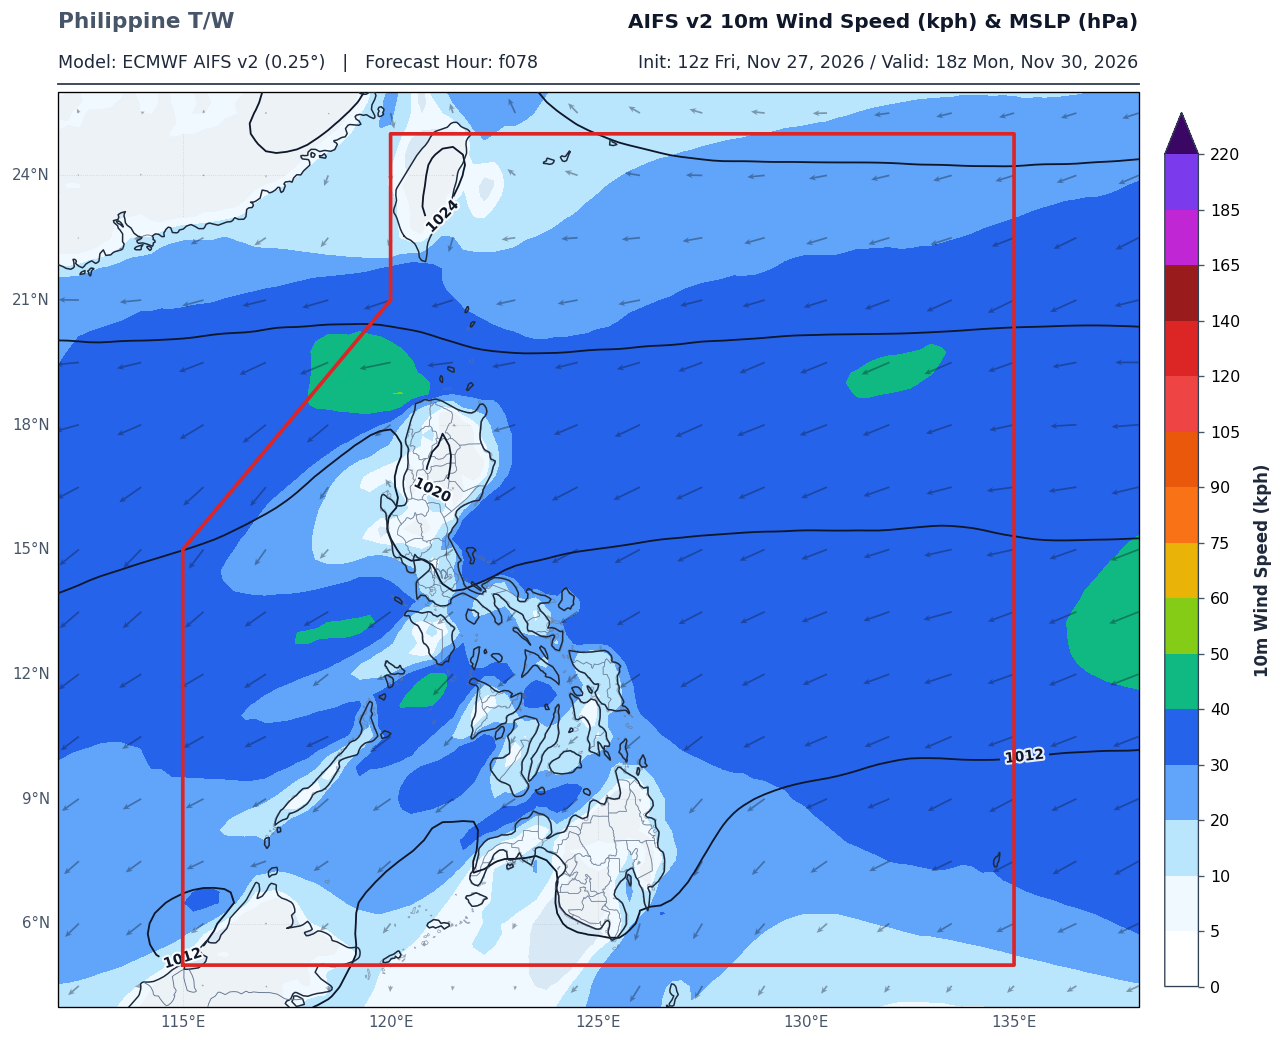 Philippine T/W
AIFS v2 10m Wind Speed (kph) & MSLP (hPa)
Model: ECMWF AIFS v2 (0.25°) | Forecast Hour: f078
Init: 12z Fri, Nov 27, 2026 / Valid: 18z Mon, Nov 30, 2026
24°N
21°N
18°N
15°N
12°N
9°N
6°N
115°E
120°E
125°E
130°E
135°E
1024
1020
1012
1012
220
185
165
140
120
105
90
75
60
50
40
30
20
10
5
0
10m Wind Speed (kph)